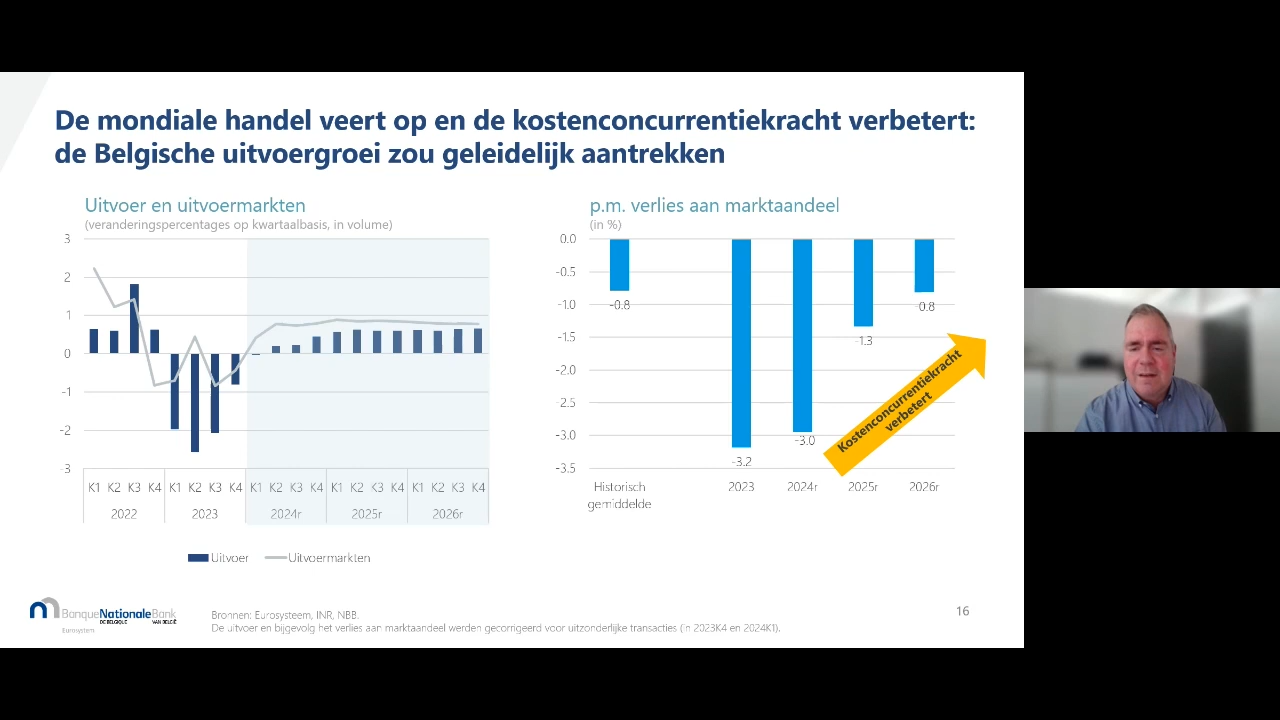 De mondiale handel veert op en de kostenconcurrentiekracht verbetert:
de Belgische uitvoergroei zou geleidelijk aantrekken
Uitvoer en uitvoermarkten
(veranderingspercentages op kwartaalbasis, in volume)
3
2
1
0
-1
-2
-3
K1 K2 K3 K4 K1 K2 K3 K4 K1 K2 K3 K4 K1 K2 K3 K4 K1 K2 K3 K4
2022 2023 2024r 2025r 2026r
Uitvoer Uitvoermarkten
p.m. verlies aan marktaandeel
(in %)
0.0
-0.5
-1.0
-1.5
-2.0
-2.5
-3.0
-3.5
-0.8
-3.2
-3.0
-1.3
-0.8
Kostenconcurrentiekracht
verbetert
Historisch
gemiddelde
2023 2024r 2025r 2026r
BanqueNationaleBank
DE BELGIQUE VAN BELGIË
Eurosystem
Bronnen: Eurosysteem, INR, NBB.
De uitvoer en bijgevolg het verlies aan marktaandeel werden gecorrigeerd voor uitzonderlijke transacties (in 2023K4 en 2024K1).
16